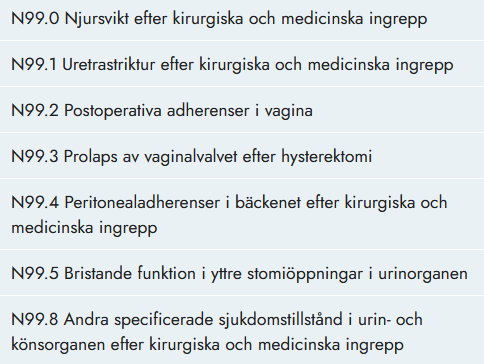 N99.0 Njursvikt efter kirurgiska och medicinska ingrepp
N99.1 Uretrastriktur efter kirurgiska och medicinska ingrepp
N99.2 Postoperativa adherenser i vagina
N99.3 Prolaps av vaginalvalvet efter hysterektomi
N99.4 Peritonealadherenser i bäckenet efter kirurgiska och
medicinska ingrepp
N99.5 Bristande funktion i yttre stomiöppningar i urinorganen
N99.8 Andra specificerade sjukdomstillstånd i urin- och
könsorganen efter kirurgiska och medicinska ingrepp